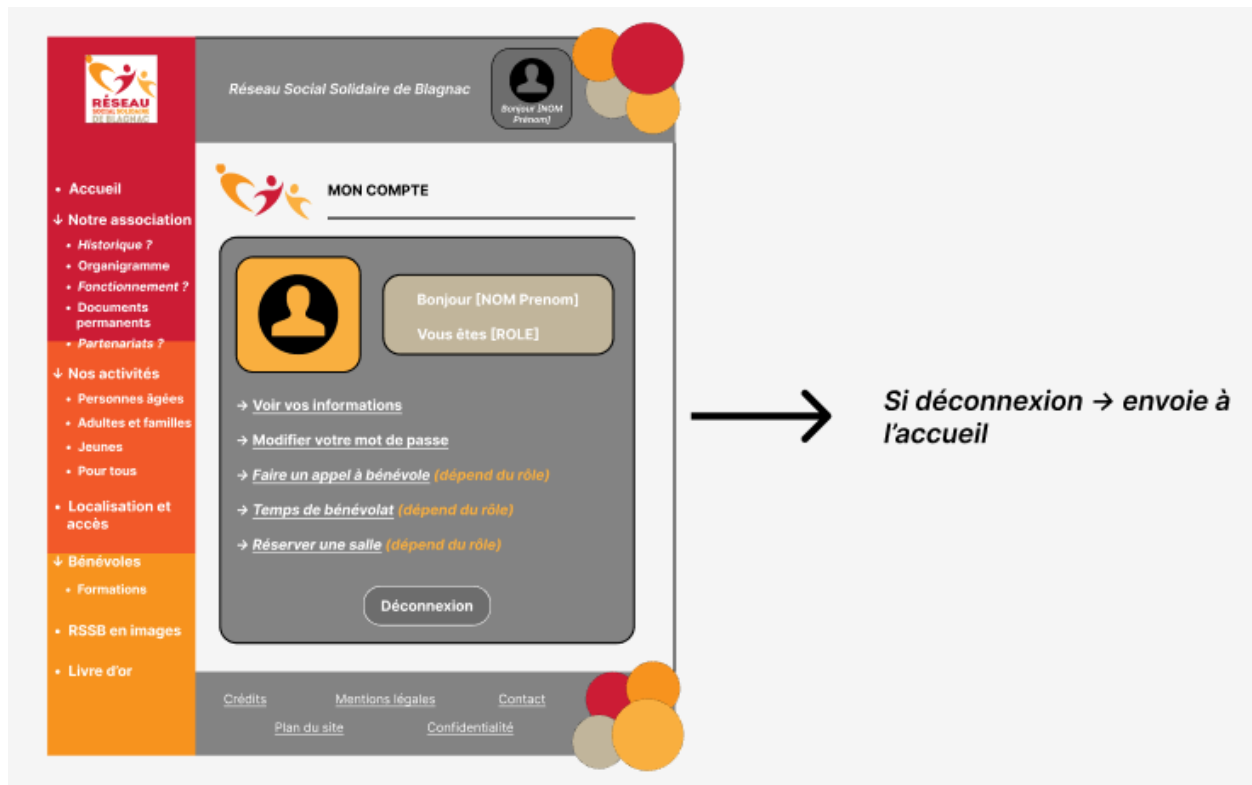 RÉSEAU
SOCIAL SOLIDAIRE
DE BLAGNAC
Réseau Social Solidaire de Blagnac
Bonjour [NOM
Prénom]
• Accueil
↓ Notre association
• Historique ?
• Organigramme
• Fonctionnement ?
• Documents
permanents
• Partenariats ?
↓ Nos activités
• Personnes âgées
• Adultes et familles
• Jeunes
• Pour tous
• Localisation et
accès
↓ Bénévoles
• Formations
• RSSB en images
• Livre d'or
MON COMPTE
Bonjour [NOM Prenom]
Vous êtes [ROLE]
→ Voir vos informations
→ Modifier votre mot de passe
→ Faire un appel à bénévole (dépend du rôle)
→ Temps de bénévolat (dépend du rôle)
→ Réserver une salle (dépend du rôle)
Déconnexion
Crédits Mentions légales Contact
Plan du site Confidentialité
Si déconnexion → envoie à
l'accueil